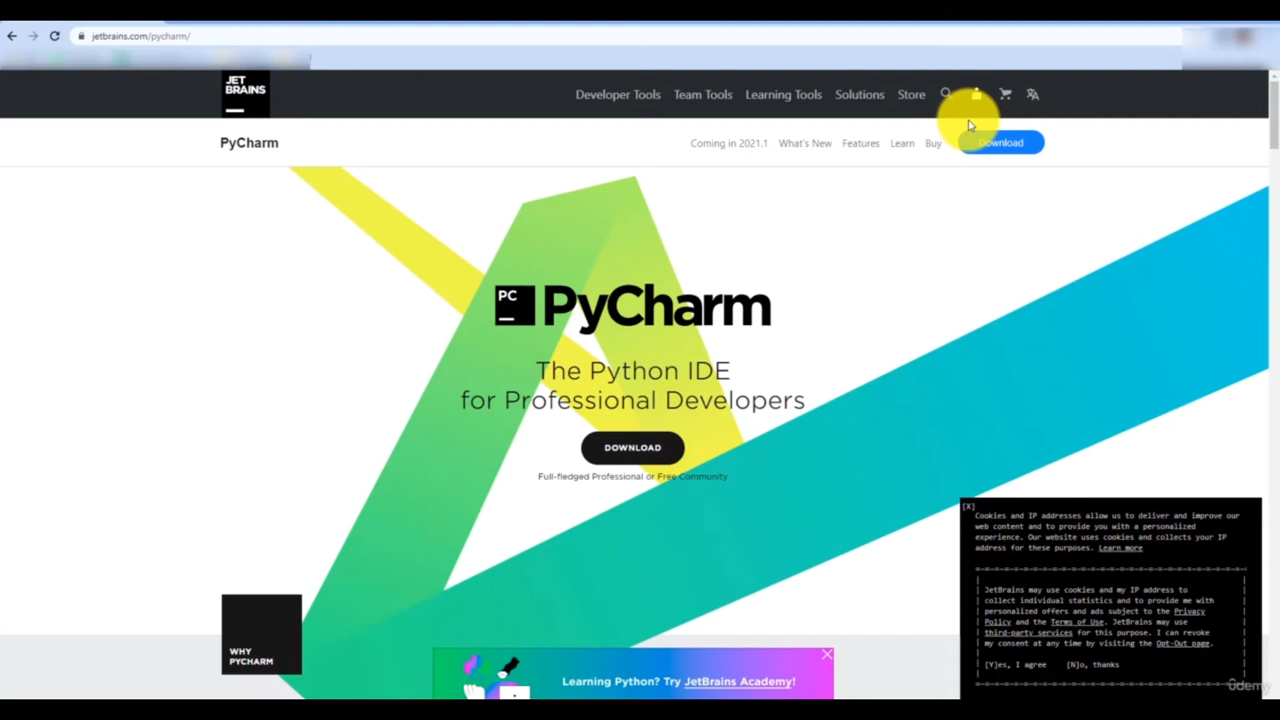 jetbrains.com/pycharm/
JET
BRAINS
Developer Tools Team Tools Learning Tools Solutions Store
PyCharm
Coming in 2021.1 What's New Features Learn Buy Download
PC
PyCharm
The Python IDE
for Professional Developers
DOWNLOAD
Full-fledged Professional or Free Community
WHY
PYCHARM
Learning Python? Try JetBrains Academy!
[X]
Cookies and IP addresses allow us to deliver and improve our
web content and to provide you with a personalized
experience. Our website uses cookies and collects your IP
address for these purposes. Learn more
JetBrains may use cookies and my IP address to
collect individual statistics and to provide me with
personalized offers and ads subject to the Privacy
Policy and the Terms of Use. JetBrains may use
third-party services for this purpose. I can revoke
my consent at any time by visiting the Opt-Out page.
[Y]es, I agree [N]o, thanks
udemy